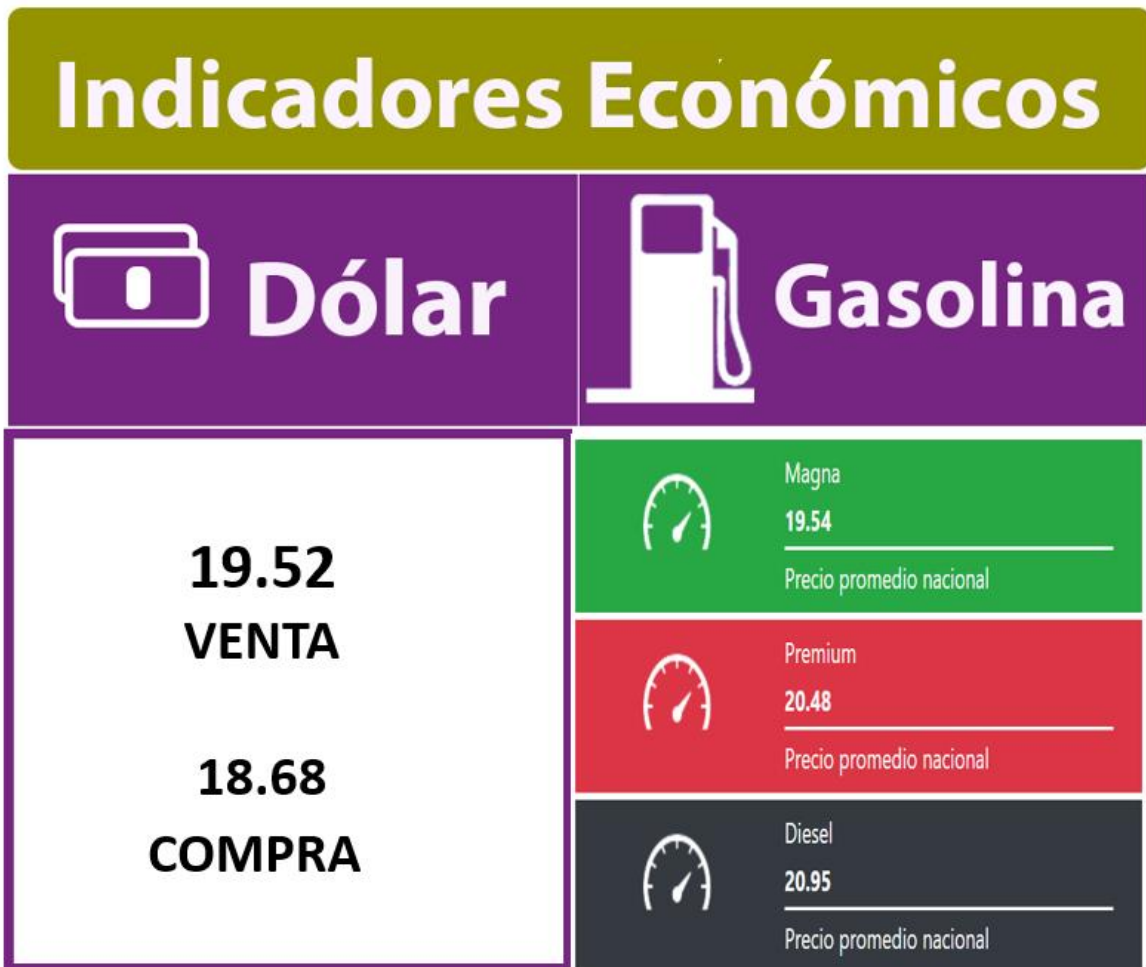 Indicadores Económicos
Dólar
Gasolina
19.52
VENTA
18.68
COMPRA
Magna
19.54
Precio promedio nacional
Premium
20.48
Precio promedio nacional
Diesel
20.95
Precio promedio nacional